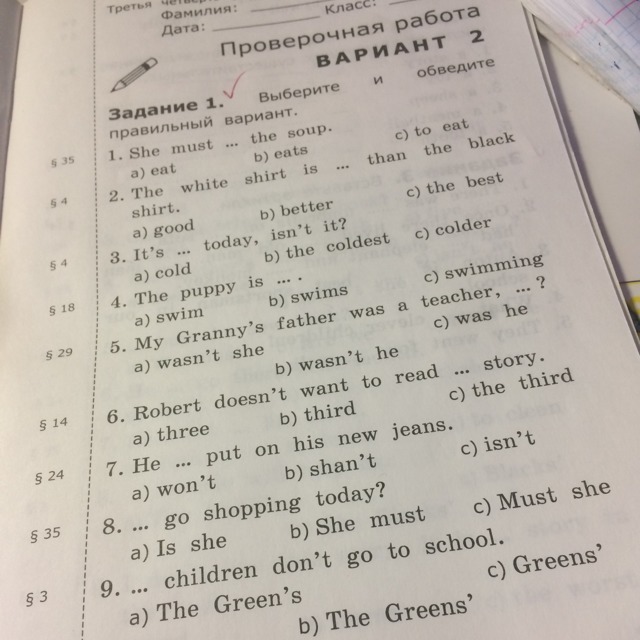 Третья
Фамилия: Класс:
Дата:
Проверочная работа
ВАРИАНТ 2
Задание 1. Выберите и обведите
правильный вариант.
§ 35 1. She must ... the soup.
a) eat b) eats c) to eat
§ 4 2. The white shirt is ... than the black
shirt.
a) good b) better c) the best
§ 4 3. It's ... today, isn't it?
a) cold b) the coldest c) colder
§ 18 4. The puppy is ... .
a) swim b) swims c) swimming
§ 29 5. My Granny's father was a teacher, ... ?
a) wasn't she b) wasn't he c) was he
§ 14 6. Robert doesn't want to read ... story.
a) three b) third c) the third
§ 24 7. He ... put on his new jeans.
a) won't b) shan't c) isn't
§ 35 8. ... go shopping today?
a) Is she b) She must c) Must she
§ 3 9. ... children don't go to school.
a) The Green's b) The Greens' c) Greens'